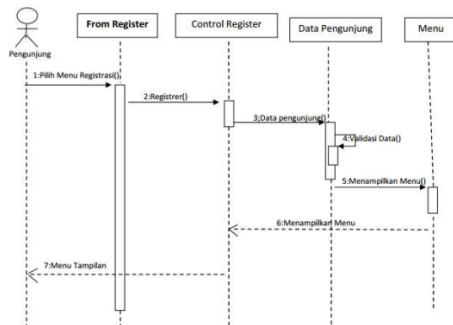 From Register
Control Register
Data Pengunjung
Menu
Pengunjung
1:Pilih Menu Registrasi()
2:Registrer()
3;Data pengunjung()
4:Validasi Data()
5:Menampilkan Menu()
6:Menampilkan Menu
7:Menu Tampilan